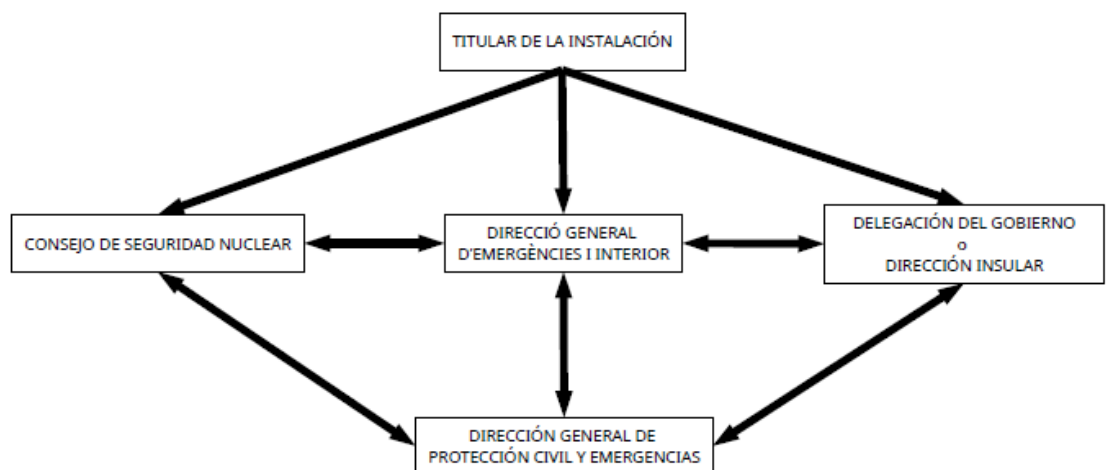 TITULAR DE LA INSTALACIÓN
CONSEJO DE SEGURIDAD NUCLEAR
DIRECCIÓ GENERAL
D'EMERGÈNCIES I INTERIOR
DELEGACIÓN DEL GOBIERNO
o
DIRECCIÓN INSULAR
DIRECCIÓN GENERAL DE
PROTECCIÓN CIVIL Y EMERGENCIAS